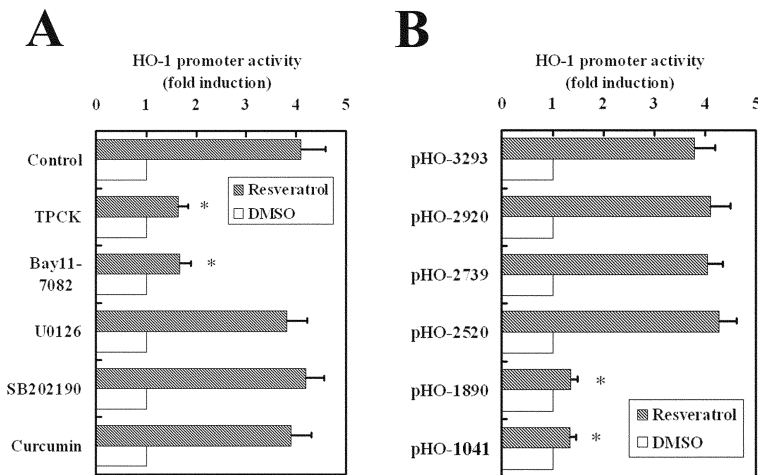 A
HO-1 promoter activity
(fold induction)
0 1 2 3 4 5
Control
TPCK
Bay11-
7082
U0126
SB202190
Curcumin
*
*
Resveratrol
DMSO
B
HO-1 promoter activity
(fold induction)
0 1 2 3 4 5
pHO-3293
pHO-2920
pHO-2739
pHO-2520
pHO-1890
pHO-1041
*
*
Resveratrol
DMSO